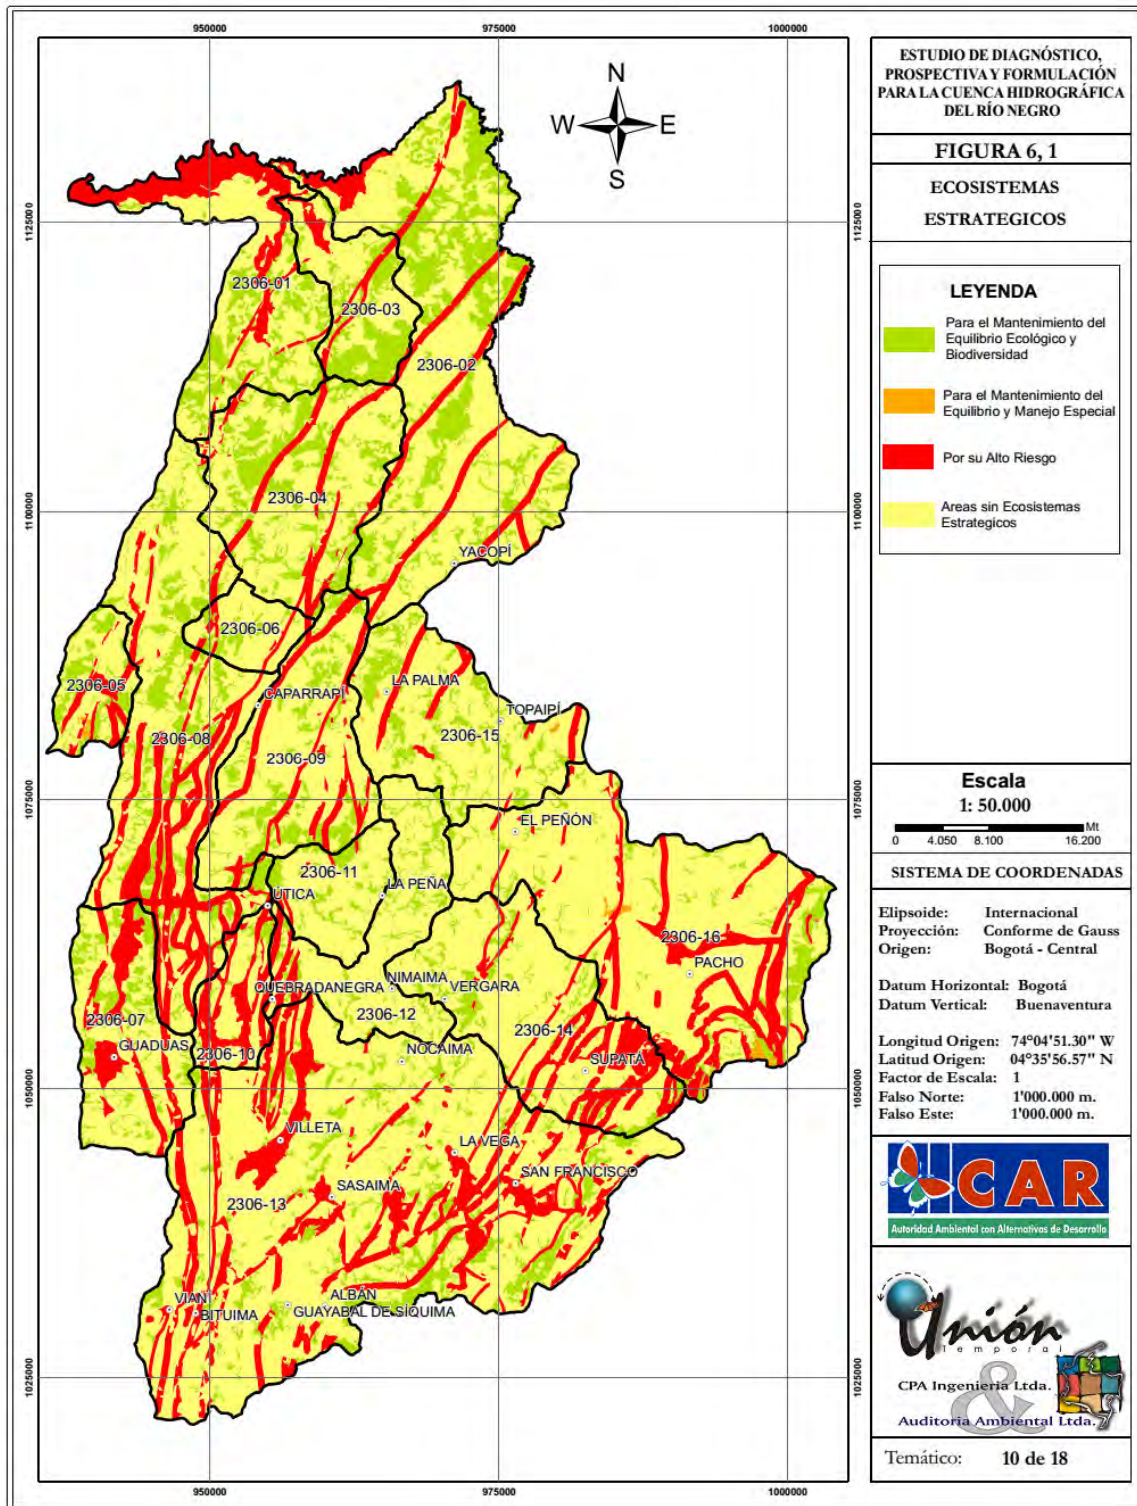 950000
975000
1000000
1125000
1100000
1075000
1050000
1025000
N
W E
S
2306-01
2306-03
2306-02
2306-04
YACOPÍ
2306-06
2306-05
CAPARRAPÍ
LA PALMA
TOPAIPÍ
2306-08
2306-15
2306-09
EL PEÑÓN
2306-11
LA PEÑA
ÚTICA
2306-16
PACHO
NIMAIMA
QUEBRADANEGRA
VERGARA
2306-12
2306-07
2306-14
GUADUAS
2306-10
NOCAIMA
SUPATÁ
VILLETA
LA VEGA
SAN FRANCISCO
SASAIMA
2306-13
VIANÍ
BITUIMA
ALBÁN
GUAYABAL DE SÍQUIMA
1125000
1100000
1075000
1050000
1025000
950000
975000
1000000
ESTUDIO DE DIAGNÓSTICO,
PROSPECTIVA Y FORMULACIÓN
PARA LA CUENCA HIDROGRÁFICA
DEL RÍO NEGRO
FIGURA 6, 1
ECOSISTEMAS
ESTRATEGICOS
LEYENDA
Para el Mantenimiento del
Equilibrio Ecológico y
Biodiversidad
Para el Mantenimiento del
Equilibrio y Manejo Especial
Por su Alto Riesgo
Areas sin Ecosistemas
Estrategicos
Escala
1: 50.000
Mt
0 4.050 8.100 16.200
SISTEMA DE COORDENADAS
Elipsoide: Internacional
Proyección: Conforme de Gauss
Origen: Bogotá - Central
Datum Horizontal: Bogotá
Datum Vertical: Buenaventura
Longitud Origen: 74°04'51.30" W
Latitud Origen: 04°35'56.57" N
Factor de Escala: 1
Falso Norte: 1'000.000 m.
Falso Este: 1'000.000 m.
CAR
Autoridad Ambiental con Alternativas de Desarrollo
Unión
Temporal
CPA Ingenieria Ltda.
&
Auditoria Ambiental Ltda.
Temático: 10 de 18